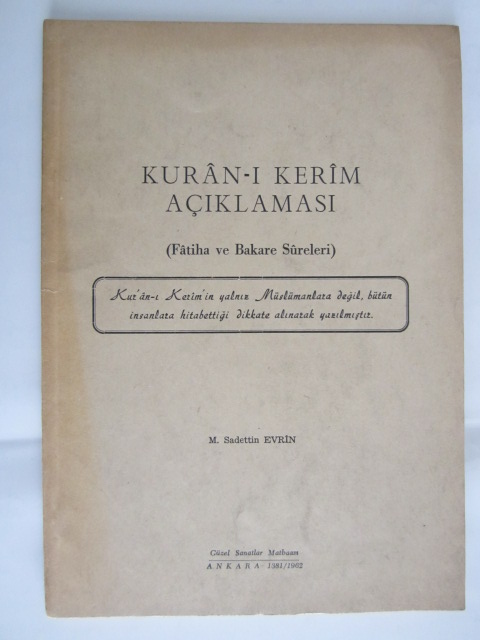 KURÂN-I KERÎM
AÇIKLAMASI
(Fâtiha ve Bakare Sûreleri)
Kur'ân-ı Kerîm'in yalnız Müslümanlara değil, bütün
insanlara hitabettiği dikkate alınarak yazılmıştır.
M. Sadettin EVRİN
Güzel Sanatlar Matbaası
ANKARA 1381/1962